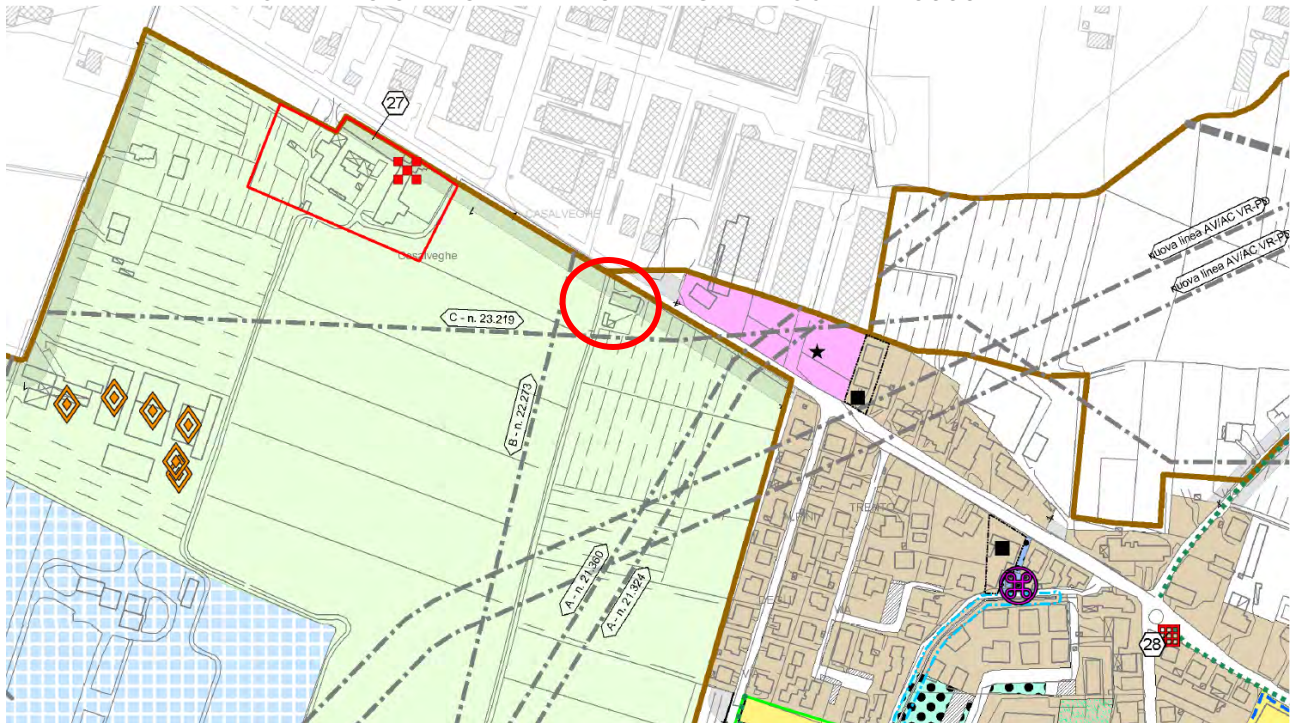 27
CASALVEGHE
Casalveghe
nuova linea AV/AC VR-PD
nuova linea AV/AC VR-PD
C - n. 23.219
B - n. 22.273
A - n. 21.360
A - n. 21.324
TRENTO
28